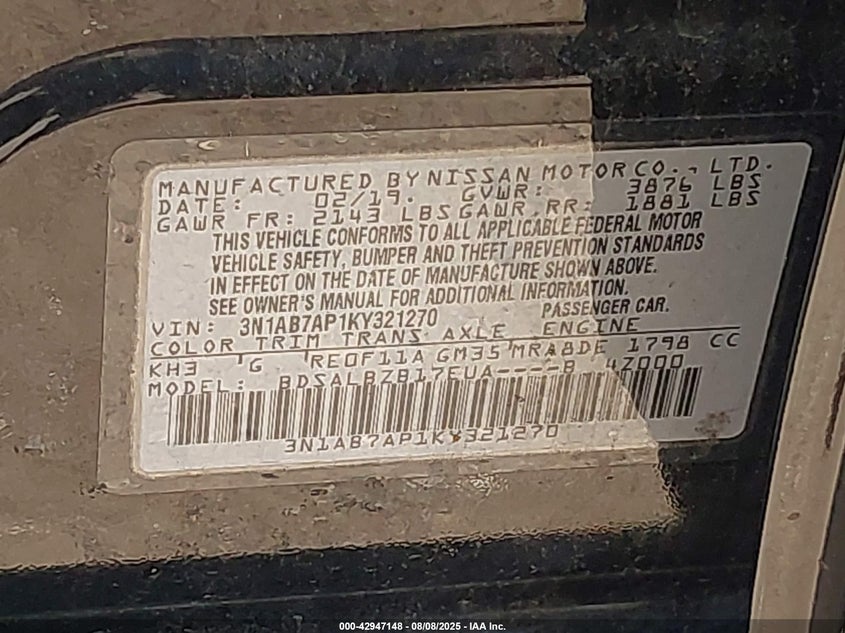 MANUFACTURED BY NISSAN MOTOR CO., LTD.
DATE: 02/19. GVWR: 3876 LBS
GAWR FR: 2143 LBS GAWR RR: 1881 LBS
THIS VEHICLE CONFORMS TO ALL APPLICABLE FEDERAL MOTOR
VEHICLE SAFETY, BUMPER AND THEFT PREVENTION STANDARDS
IN EFFECT ON THE DATE OF MANUFACTURE SHOWN ABOVE.
SEE OWNER'S MANUAL FOR ADDITIONAL INFORMATION.
VIN: 3N1AB7AP1KY321270 PASSENGER CAR.
COLOR TRIM TRANS. AXLE ENGINE
KH3 G RE0F11A GM35 MRA8DE 1798 CC
MODEL: BDSALBZB17EUA----B 4Z000
3N1AB7AP1KY321270
000-42947148 - 08/08/2025 - IAA Inc.